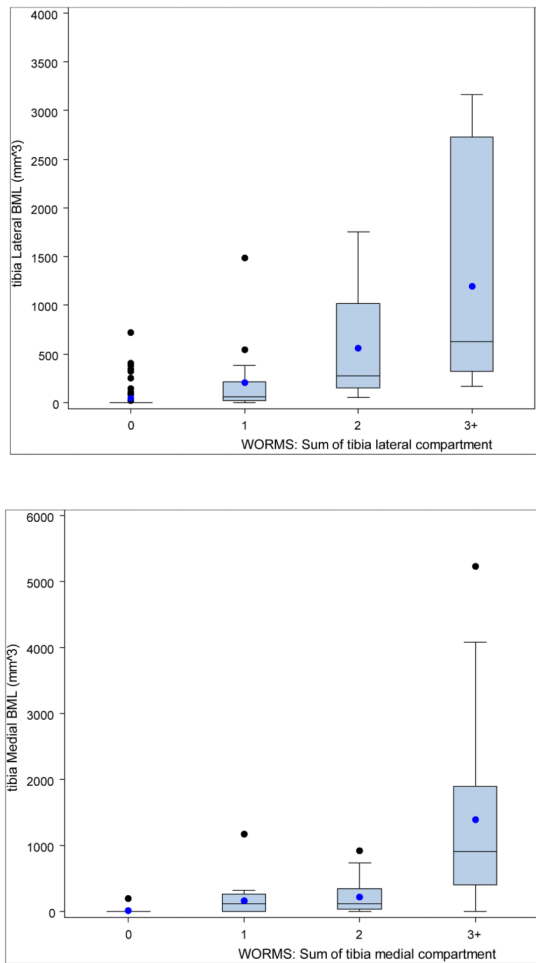 4000
3500
3000
2500
2000
1500
1000
500
0
tibia Lateral BML (mm^3)
0 1 2 3+
WORMS: Sum of tibia lateral compartment
6000
5000
4000
3000
2000
1000
0
tibia Medial BML (mm^3)
0 1 2 3+
WORMS: Sum of tibia medial compartment